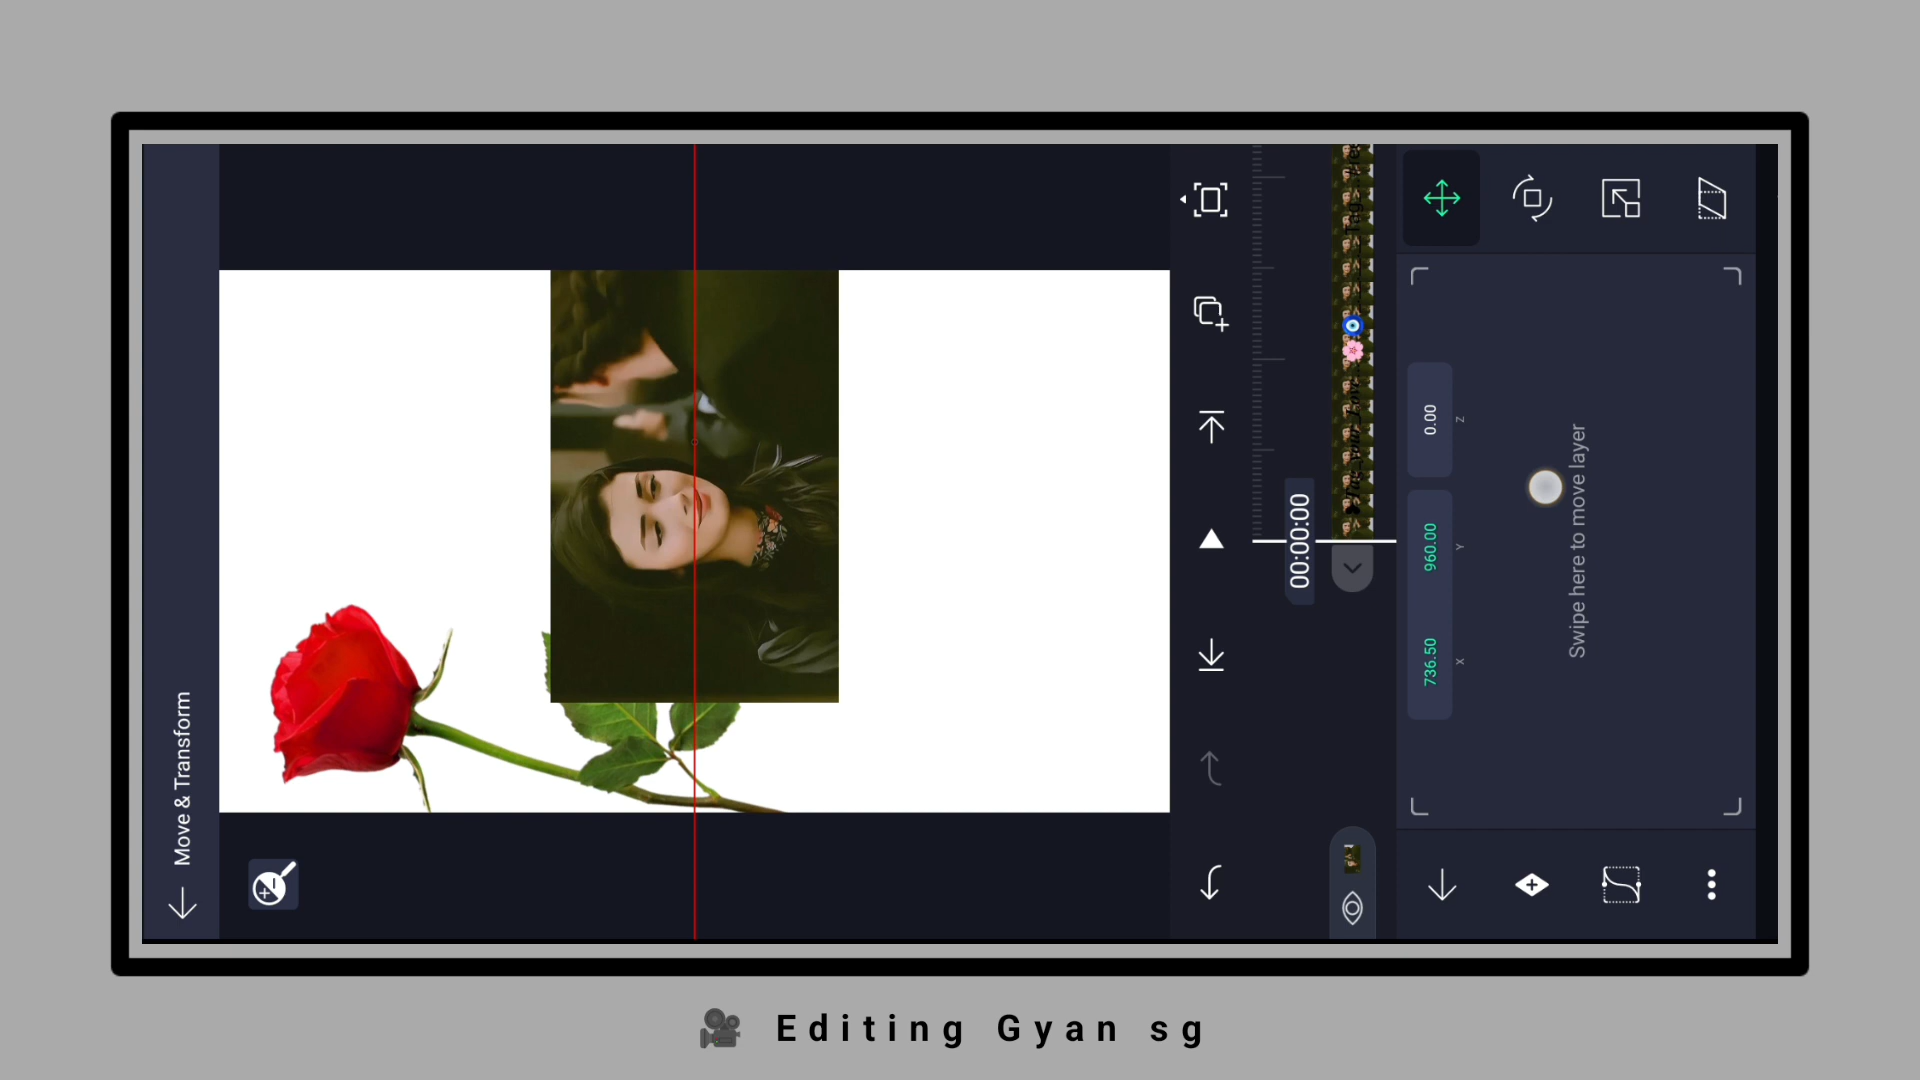 Move & Transform
00:00:00
736.50
960.00
0.00
X
Y
Z
Swipe here to move layer
Editing Gyan sg